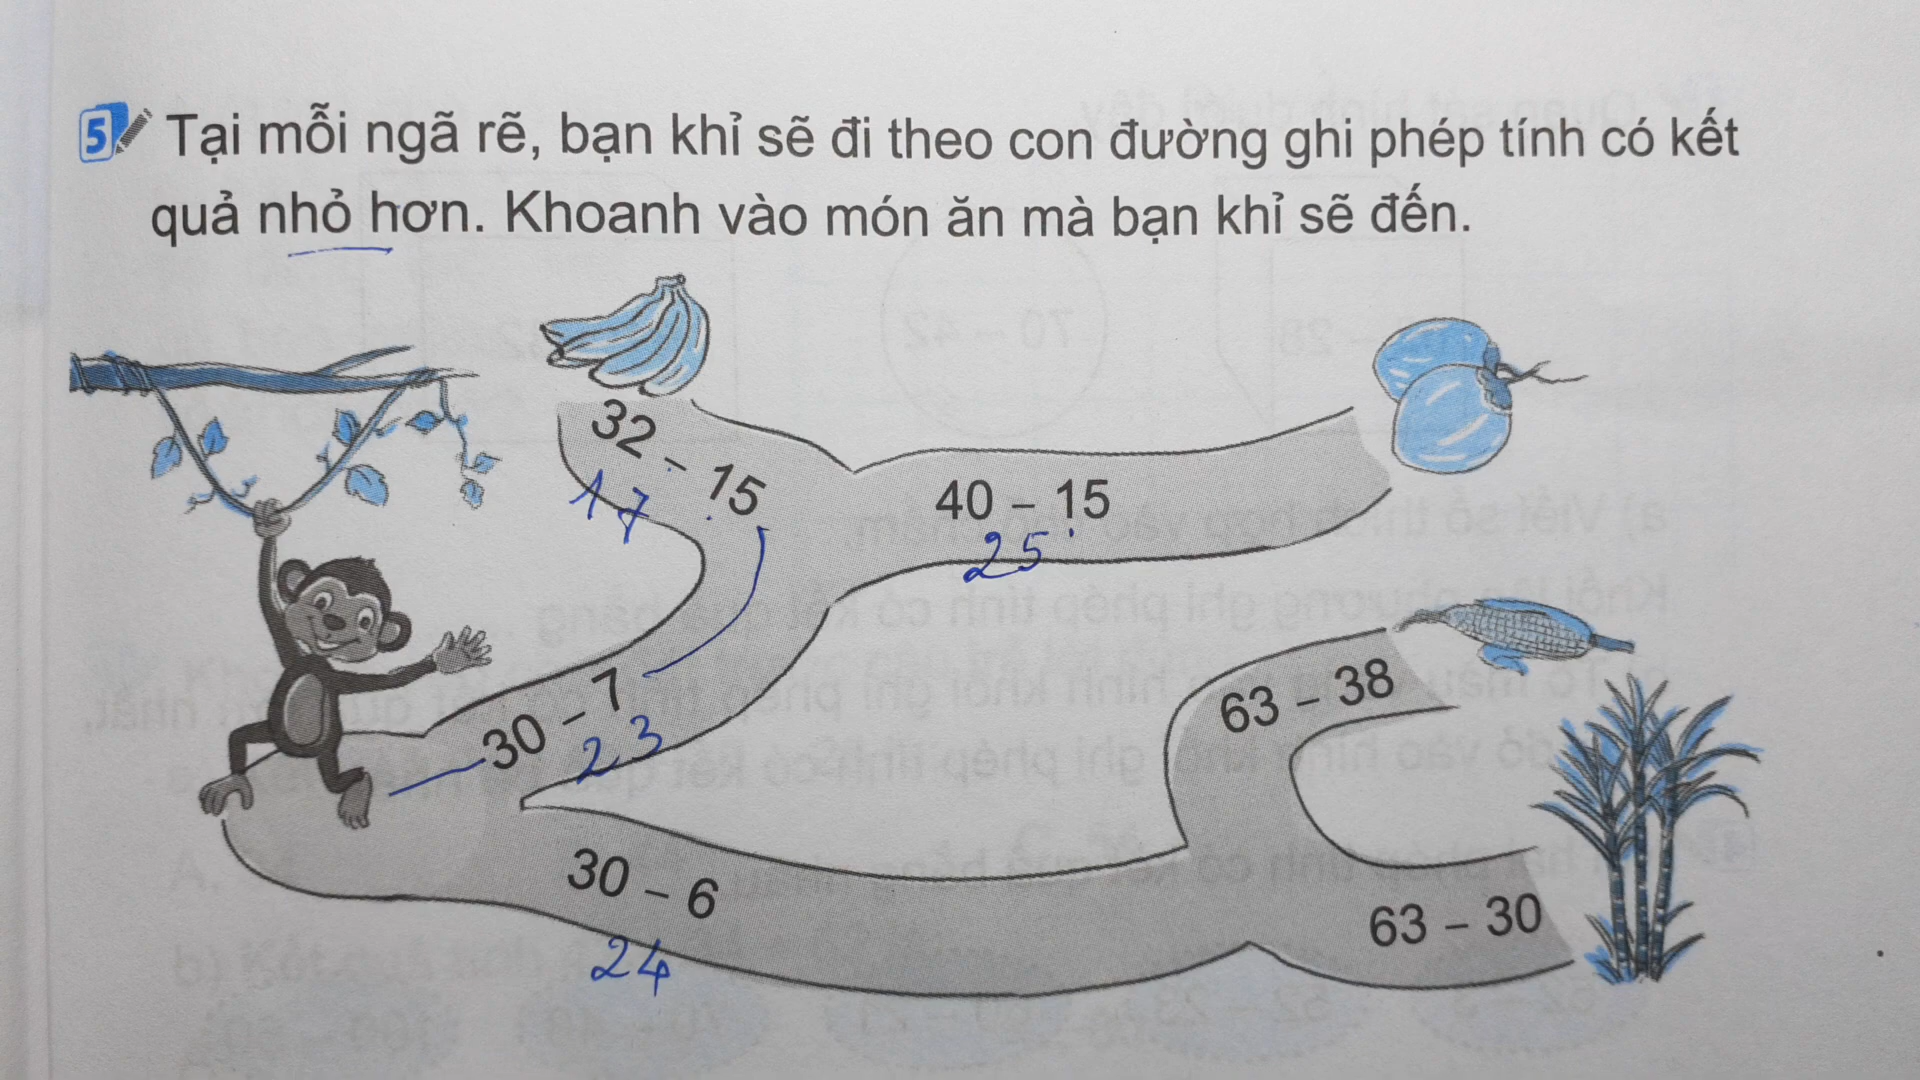 5 Tại mỗi ngã rẽ, bạn khỉ sẽ đi theo con đường ghi phép tính có kết
quả nhỏ hơn. Khoanh vào món ăn mà bạn khỉ sẽ đến.
32 – 15
17
40 – 15
25
30 – 7
23
63 – 38
30 – 6
24
63 – 30